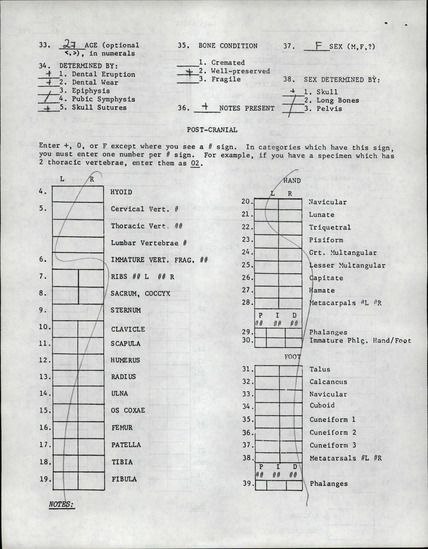 33. 27 AGE (optional <,>), in numerals
34. DETERMINED BY:
+ 1. Dental Eruption
+ 2. Dental Wear
/ 3. Epiphysis
/ 4. Pubic Symphysis
+ 5. Skull Sutures
35. BONE CONDITION
1. Cremated
+ 2. Well-preserved
3. Fragile
36. + NOTES PRESENT
37. F SEX (M,F,?)
38. SEX DETERMINED BY:
+ 1. Skull
/ 2. Long Bones
/ 3. Pelvis
POST-CRANIAL
Enter +, 0, or F except where you see a # sign. In categories which have this sign,
you must enter one number per # sign. For example, if you have a specimen which has
2 thoracic vertebrae, enter them as 02.
L R
4. HYOID
5. Cervical Vert. #
Thoracic Vert. ##
Lumbar Vertebrae #
6. IMMATURE VERT. FRAG. ##
7. RIBS ## L ## R
8. SACRUM, COCCYX
9. STERNUM
10. CLAVICLE
11. SCAPULA
12. HUMERUS
13. RADIUS
14. ULNA
15. OS COXAE
16. FEMUR
17. PATELLA
18. TIBIA
19. FIBULA
NOTES:
HAND
L R
20. Navicular
21. Lunate
22. Triquetral
23. Pisiform
24. Grt. Multangular
25. Lesser Multangular
26. Capitate
27. Hamate
28. Metacarpals #L #R
P I D
## ## ##
29. Phalanges
30. Immature Phlg. Hand/Foot
FOOT
31. Talus
32. Calcaneus
33. Navicular
34. Cuboid
35. Cuneiform 1
36. Cuneiform 2
37. Cuneiform 3
38. Metatarsals #L #R
P I D
## ## ##
39. Phalanges